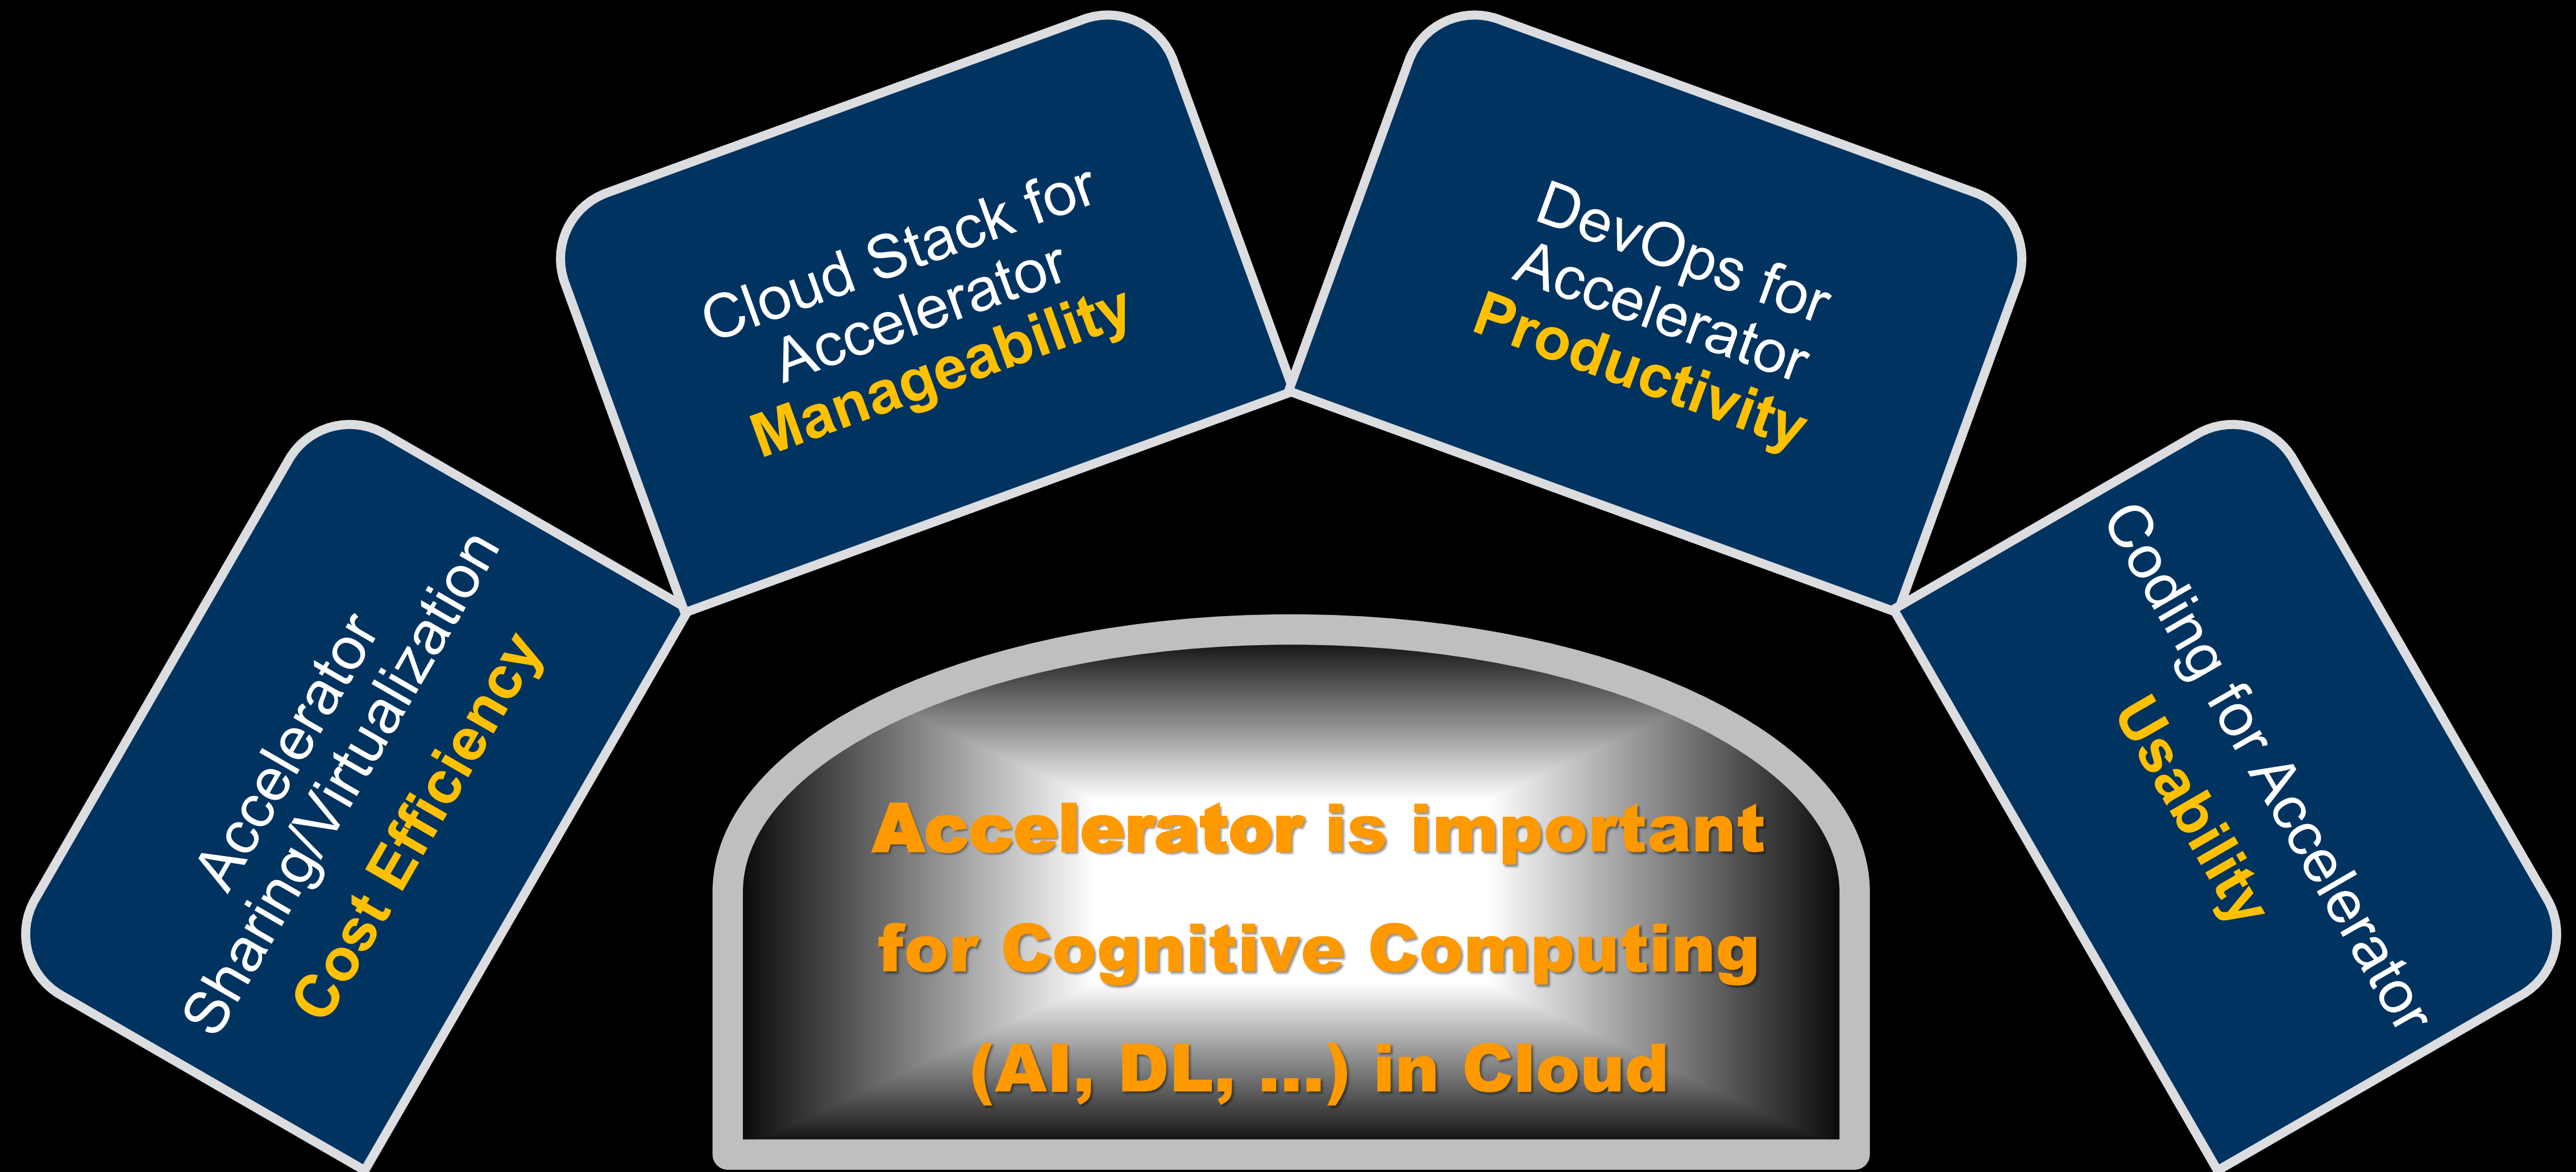 Accelerator
Sharing/Virtualization
Cost Efficiency
Cloud Stack for
Accelerator
Manageability
DevOps for
Accelerator
Productivity
Coding for Accelerator
Usability
Accelerator is important
for Cognitive Computing
(AI, DL, ...) in Cloud